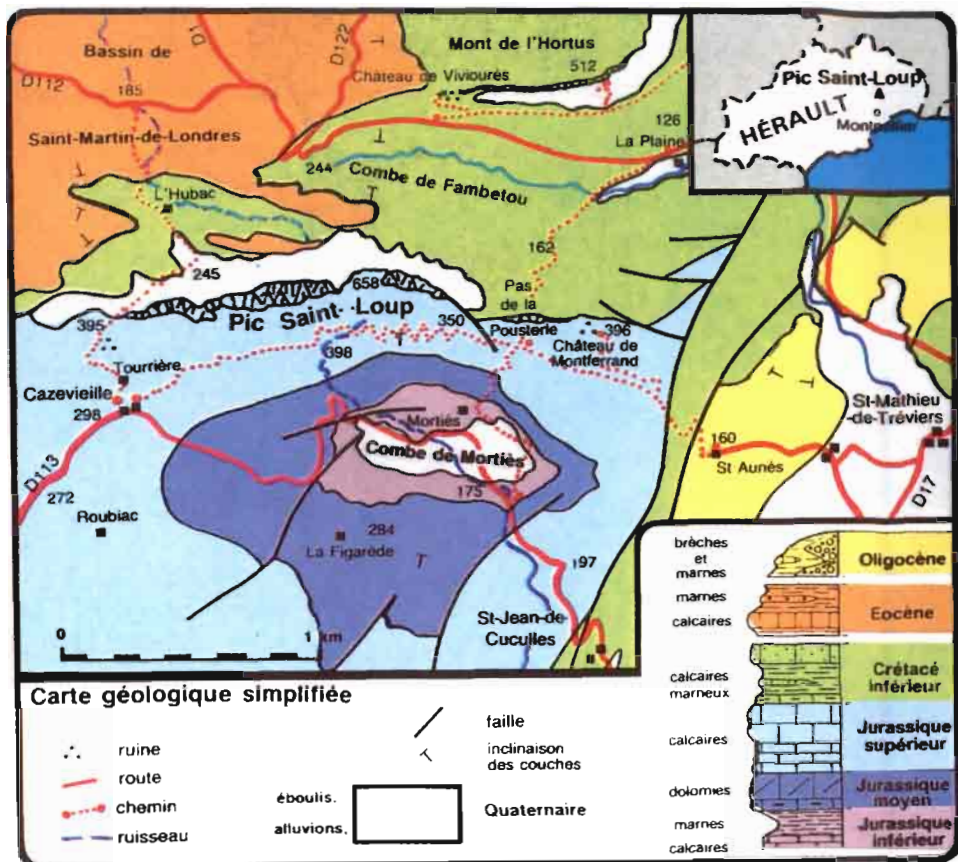 Bassin de
D1
D122
D112
185
Saint-Martin-de-Londres
Mont de l'Hortus
512
Château de Viviourès
126
La Plaine
244
Combe de Fambetou
L'Hubac
162
245
Pas
de la
Pousterle
658
Pic Saint-Loup
395
350
396
Château de
Montferrand
398
Tourrière
Cazevieille
298
Mortiès
Combe de Mortiès
D113
272
Roubiac
175
284
La Figarède
197
St-Jean-de-
Cuculles
160
St Aunès
St-Mathieu
-de-Tréviers
D17
Pic Saint-Loup
HÉRAULT
Montpellier
0
1 km
Carte géologique simplifiée
ruine
route
chemin
ruisseau
faille
inclinaison
des couches
éboulis.
alluvions.
Quaternaire
brèches
et
marnes
Oligocène
marnes
calcaires
Eocène
calcaires
marneux
Crétacé
inférieur
calcaires
Jurassique
supérieur
dolomies
Jurassique
moyen
marnes
calcaires
Jurassique
inférieur